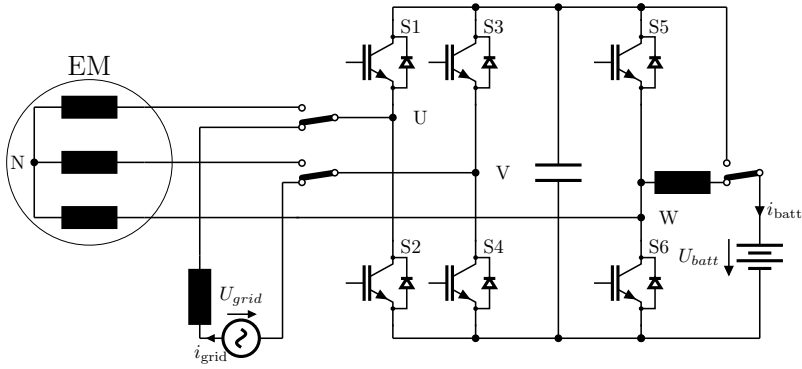 S1
S3
S5
EM
U
N
V
W
i_batt
S2
S4
S6
U_batt
U_grid
i_grid